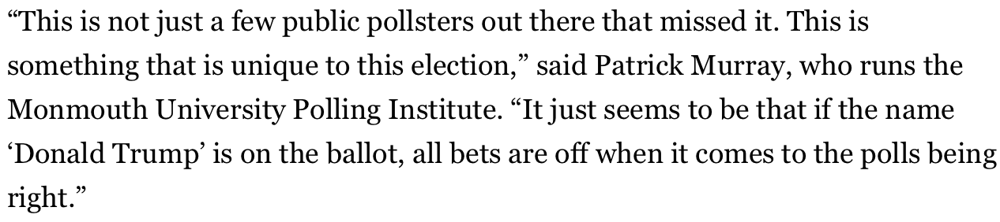 “This is not just a few public pollsters out there that missed it. This is
something that is unique to this election,” said Patrick Murray, who runs the
Monmouth University Polling Institute. “It just seems to be that if the name
‘Donald Trump’ is on the ballot, all bets are off when it comes to the polls being
right.”